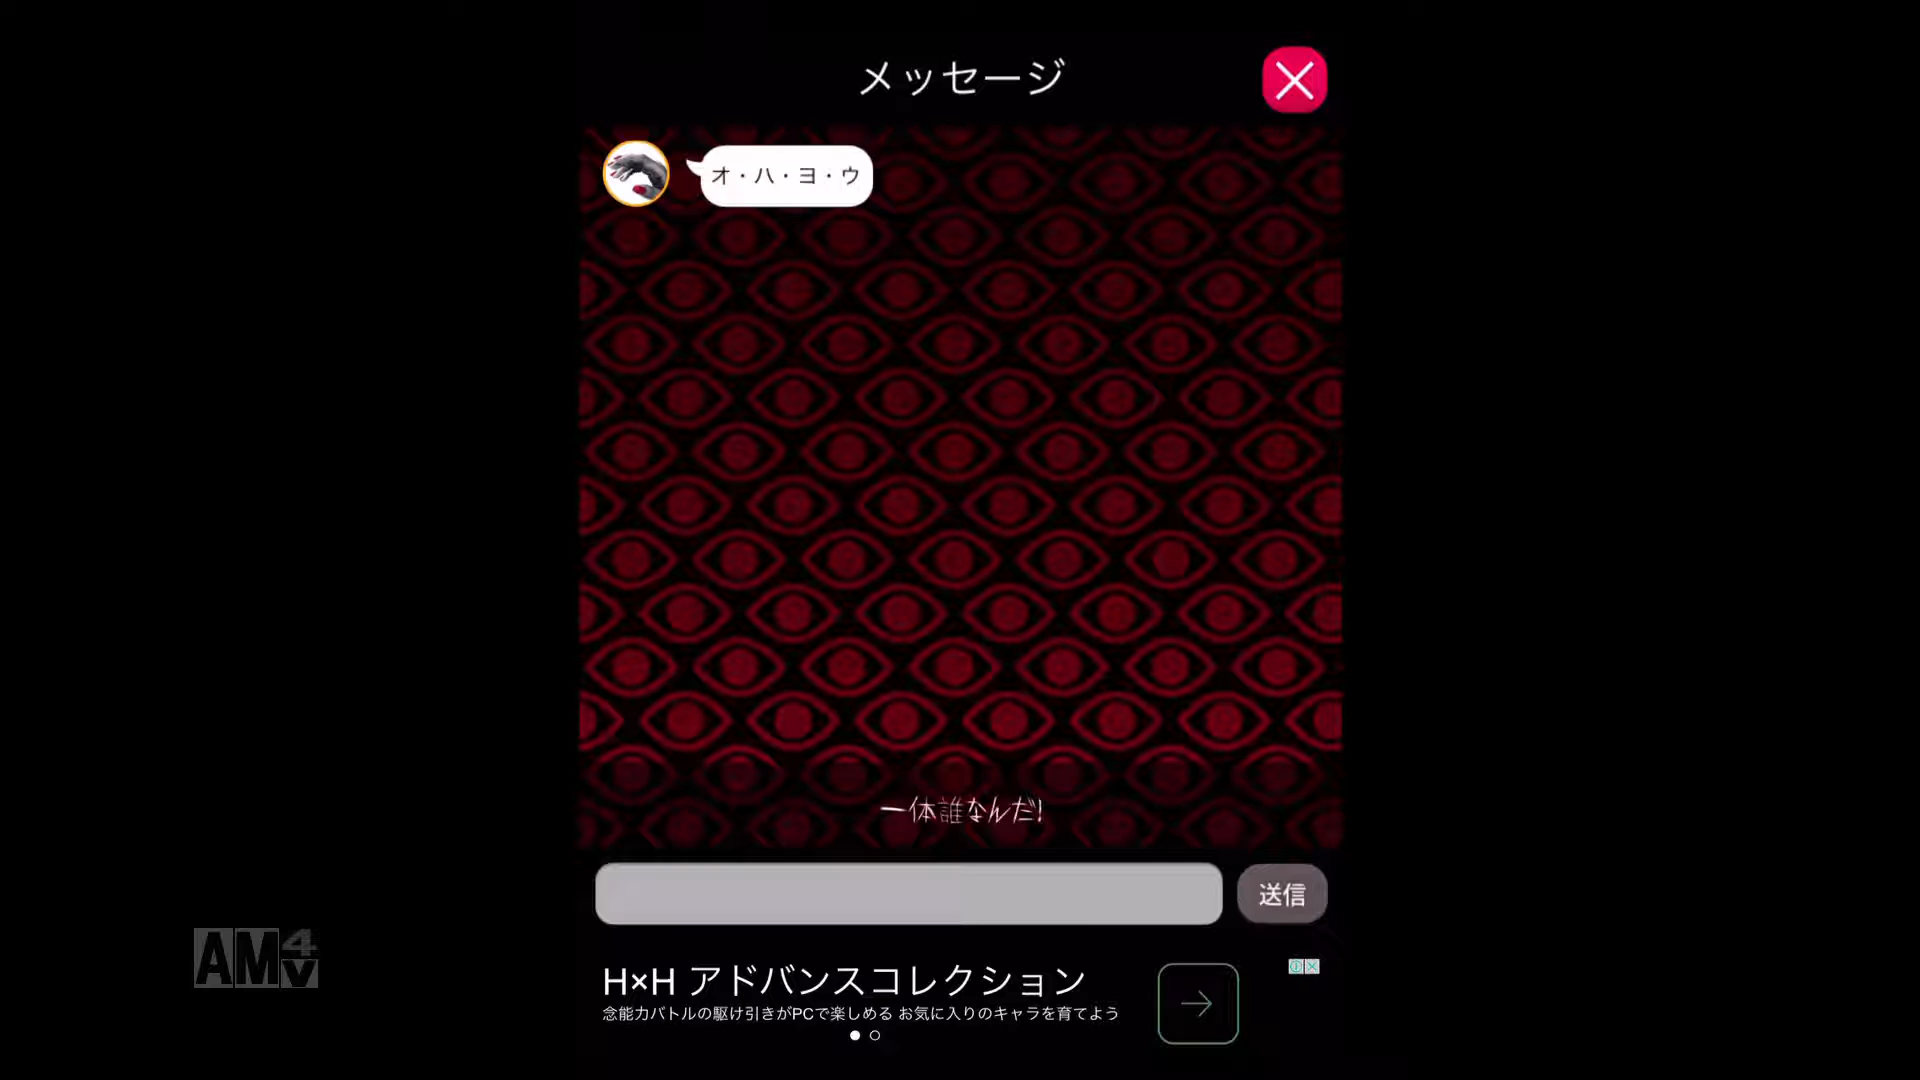 メッセージ
オ・ハ・ヨ・ウ
一体誰なんだ!
送信
AM4V
H×H アドバンスコレクション
念能力バトルの駆け引きがPCで楽しめる お気に入りのキャラを育てよう